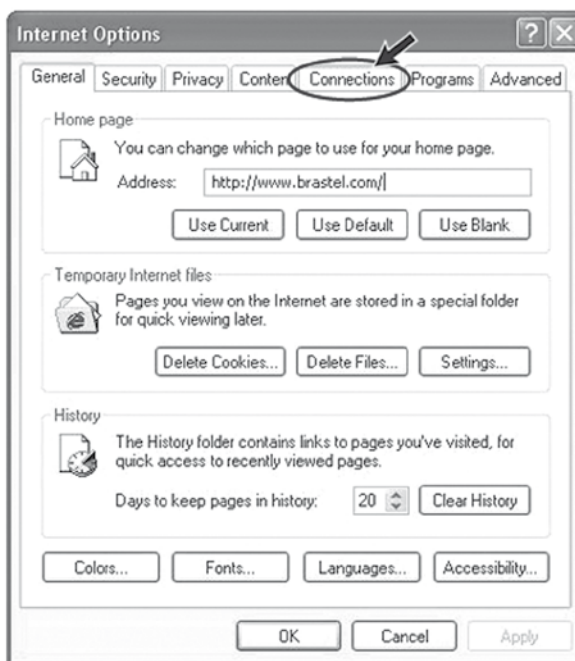 Internet Options
General Security Privacy Conten Connections Programs Advanced
Home page
You can change which page to use for your home page.
Address: http://www.brastel.com/
Use Current Use Default Use Blank
Temporary Internet files
Pages you view on the Internet are stored in a special folder
for quick viewing later.
Delete Cookies... Delete Files... Settings...
History
The History folder contains links to pages you've visited, for
quick access to recently viewed pages.
Days to keep pages in history: 20 Clear History
Colors... Fonts... Languages... Accessibility...
OK Cancel Apply